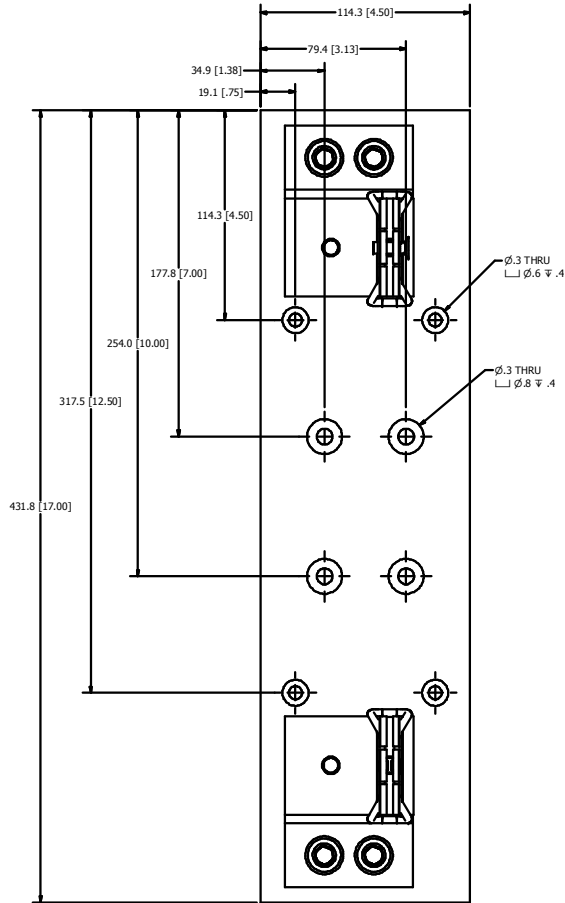 114.3 [4.50]
79.4 [3.13]
34.9 [1.38]
19.1 [.75]
114.3 [4.50]
177.8 [7.00]
254.0 [10.00]
317.5 [12.50]
431.8 [17.00]
Ø.3 THRU
⌴ Ø.6 ↧ .4
Ø.3 THRU
⌴ Ø.8 ↧ .4